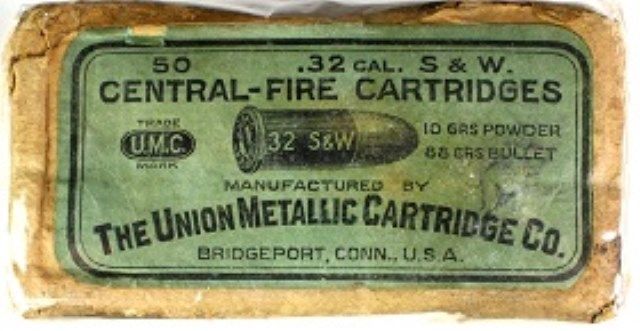 50 .32 CAL. S & W.
CENTRAL-FIRE CARTRIDGES
TRADE
U.M.C.
MARK
32 S&W
10 GRS POWDER
88 GRS BULLET
MANUFACTURED BY
THE UNION METALLIC CARTRIDGE CO.
BRIDGEPORT, CONN., U.S.A.